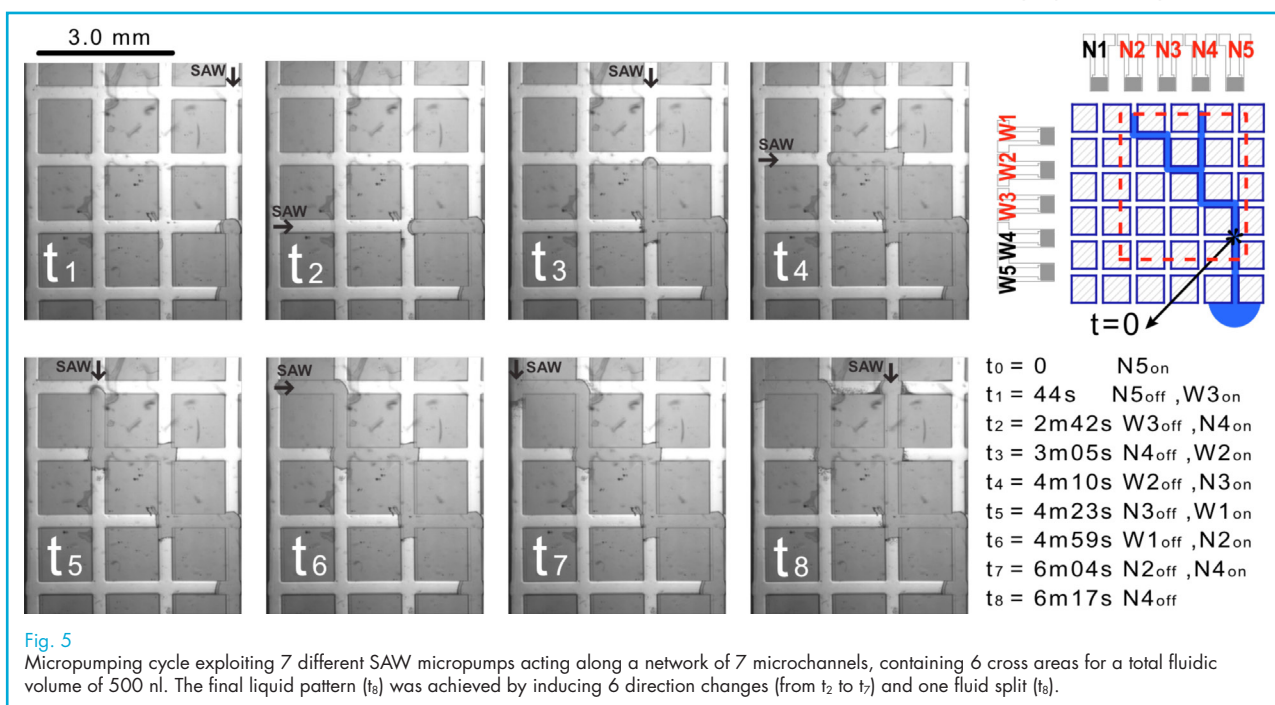 3.0 mm
SAW
t1
SAW
t2
SAW
t3
SAW
t4
N1 N2 N3 N4 N5
W1
W2
W3
W4
W5
t=0
SAW
t5
SAW
t6
SAW
t7
SAW
t8
t0 = 0 N5on
t1 = 44s N5off ,W3on
t2 = 2m42s W3off ,N4on
t3 = 3m05s N4off ,W2on
t4 = 4m10s W2off ,N3on
t5 = 4m23s N3off ,W1on
t6 = 4m59s W1off ,N2on
t7 = 6m04s N2off ,N4on
t8 = 6m17s N4off
Fig. 5
Micropumping cycle exploiting 7 different SAW micropumps acting along a network of 7 microchannels, containing 6 cross areas for a total fluidic
volume of 500 nl. The final liquid pattern (t8) was achieved by inducing 6 direction changes (from t2 to t7) and one fluid split (t8).